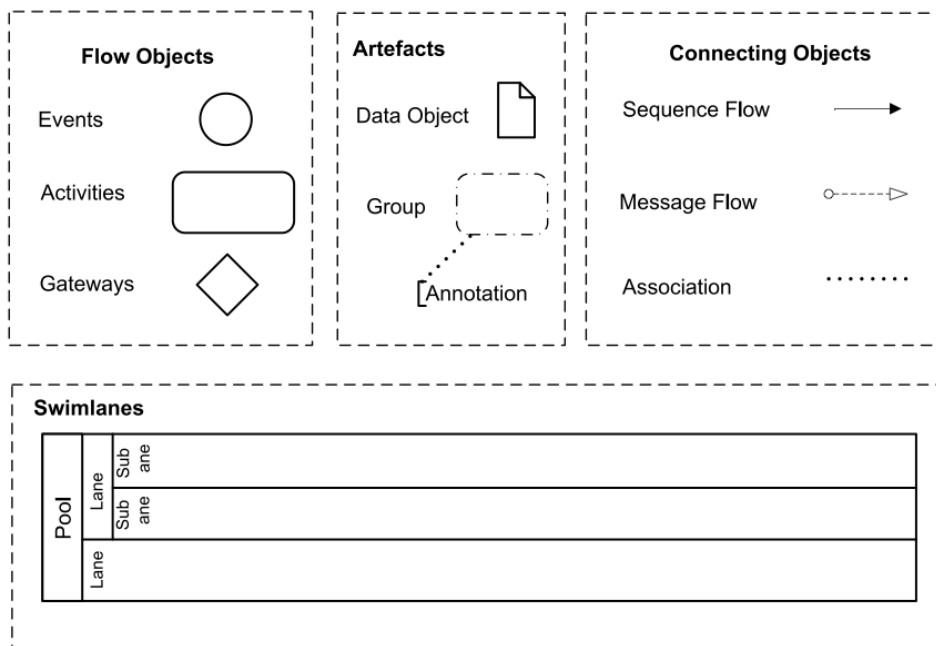 Flow Objects
Events
Activities
Gateways
Artefacts
Data Object
Group
Annotation
Connecting Objects
Sequence Flow
Message Flow
Association
Swimlanes
Pool
Lane
Sub
ane
Sub
ane
Lane